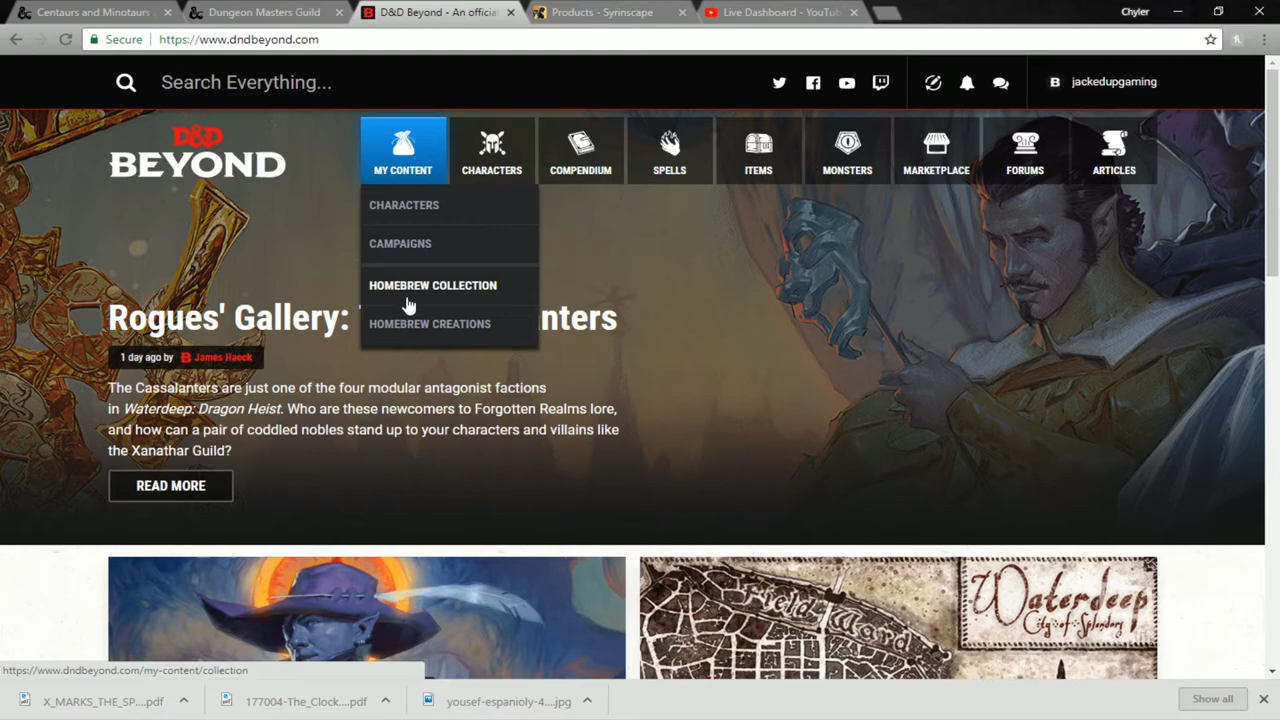 Centaurs and Minotaurs
Dungeon Masters Guild
D&D Beyond - An officia
Products - Syrinscape
Live Dashboard - YouTub
Chyler
Secure | https://www.dndbeyond.com
Search Everything...
jackedupgaming
D&D
BEYOND
MY CONTENT
CHARACTERS
COMPENDIUM
SPELLS
ITEMS
MONSTERS
MARKETPLACE
FORUMS
ARTICLES
CHARACTERS
CAMPAIGNS
HOMEBREW COLLECTION
HOMEBREW CREATIONS
Rogues' Gallery: nters
1 day ago by James Haeck
The Cassalanters are just one of the four modular antagonist factions
in Waterdeep: Dragon Heist. Who are these newcomers to Forgotten Realms lore,
and how can a pair of coddled nobles stand up to your characters and villains like
the Xanathar Guild?
READ MORE
Field Ward
Waterdeep
City of Splendors
https://www.dndbeyond.com/my-content/collection
X_MARKS_THE_SP....pdf
177004-The_Clock....pdf
yousef-espanioly-4....jpg
Show all